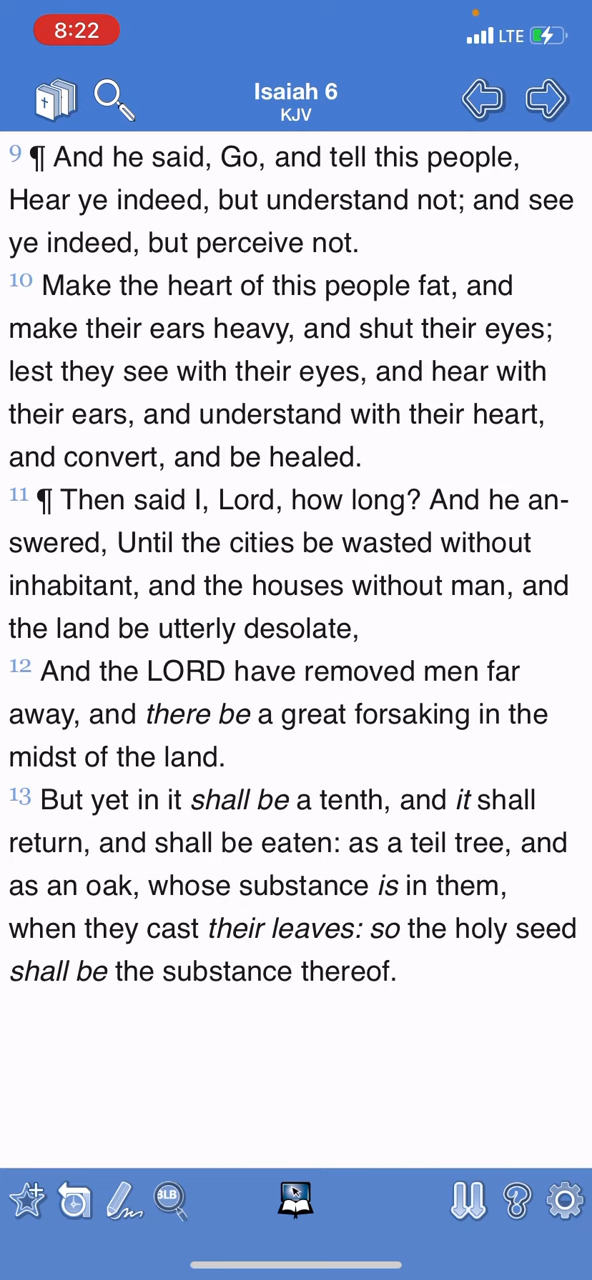 8:22
LTE
Isaiah 6
KJV
9 ¶ And he said, Go, and tell this people,
Hear ye indeed, but understand not; and see
ye indeed, but perceive not.
10 Make the heart of this people fat, and
make their ears heavy, and shut their eyes;
lest they see with their eyes, and hear with
their ears, and understand with their heart,
and convert, and be healed.
11 ¶ Then said I, Lord, how long? And he an-
swered, Until the cities be wasted without
inhabitant, and the houses without man, and
the land be utterly desolate,
12 And the LORD have removed men far
away, and there be a great forsaking in the
midst of the land.
13 But yet in it shall be a tenth, and it shall
return, and shall be eaten: as a teil tree, and
as an oak, whose substance is in them,
when they cast their leaves: so the holy seed
shall be the substance thereof.
BLB